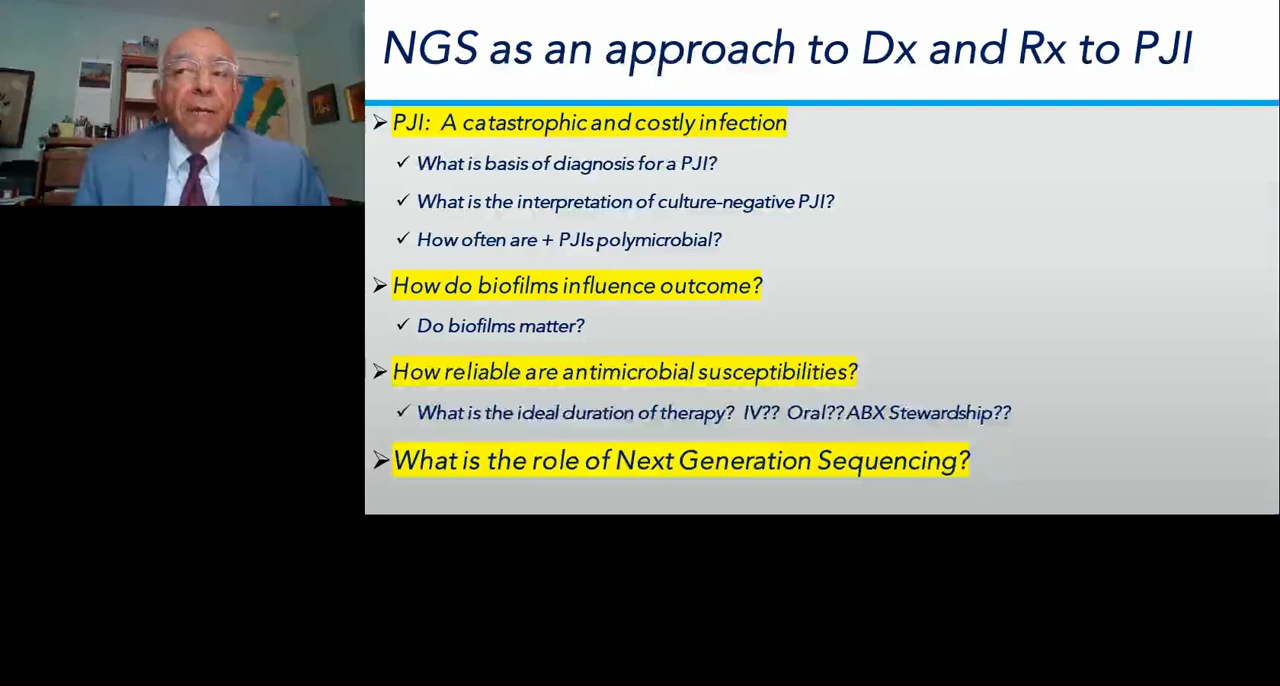 NGS as an approach to Dx and Rx to PJI
➢ PJI: A catastrophic and costly infection
✓ What is basis of diagnosis for a PJI?
✓ What is the interpretation of culture-negative PJI?
✓ How often are + PJIs polymicrobial?
➢ How do biofilms influence outcome?
✓ Do biofilms matter?
➢ How reliable are antimicrobial susceptibilities?
✓ What is the ideal duration of therapy? IV?? Oral?? ABX Stewardship??
➢ What is the role of Next Generation Sequencing?